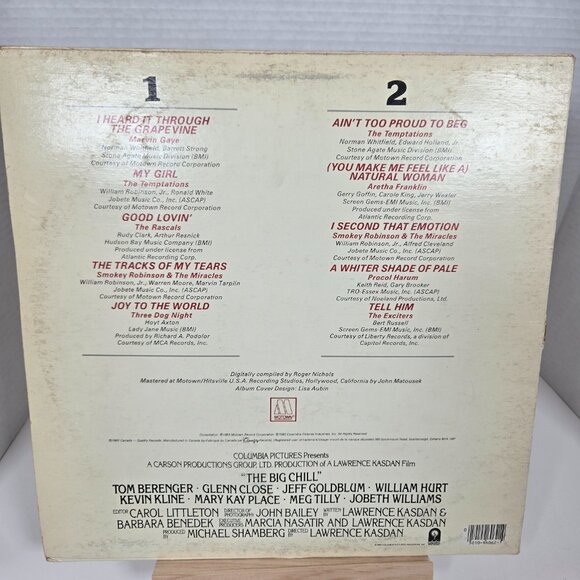 1
I HEARD IT THROUGH
THE GRAPEVINE
Marvin Gaye
Norman Whitfield, Barrett Strong
Stone Agate Music Division (BMI)
Courtesy of Motown Record Corporation
MY GIRL
The Temptations
William Robinson, Jr., Ronald White
Jobete Music Co., Inc. (ASCAP)
Courtesy of Motown Record Corporation
GOOD LOVIN'
The Rascals
Rudy Clark, Arthur Resnick
Hudson Bay Music Company (BMI)
Produced under license from
Atlantic Recording Corp.
THE TRACKS OF MY TEARS
Smokey Robinson & The Miracles
William Robinson, Jr., Warren Moore, Marvin Tarplin
Jobete Music Co., Inc. (ASCAP)
Courtesy of Motown Record Corporation
JOY TO THE WORLD
Three Dog Night
Hoyt Axton
Lady Jane Music (BMI)
Produced by Richard A. Podolor
Courtesy of MCA Records, Inc.
2
AIN'T TOO PROUD TO BEG
The Temptations
Norman Whitfield, Edward Holland, Jr.
Stone Agate Music Division (BMI)
Courtesy of Motown Record Corporation
(YOU MAKE ME FEEL LIKE A)
NATURAL WOMAN
Aretha Franklin
Gerry Goffin, Carole King, Jerry Wexler
Screen Gems-EMI Music, Inc. (BMI)
Produced under license from
Atlantic Recording Corp.
I SECOND THAT EMOTION
Smokey Robinson & The Miracles
William Robinson, Jr., Alfred Cleveland
Jobete Music Co., Inc. (ASCAP)
Courtesy of Motown Record Corporation
A WHITER SHADE OF PALE
Procol Harum
Keith Reid, Gary Brooker
TRO-Essex Music, Inc. (ASCAP)
Courtesy of Noeland Productions, Ltd.
TELL HIM
The Exciters
Bert Russell
Screen Gems-EMI Music, Inc. (BMI)
Courtesy of Liberty Records, a division of
Capitol Records, Inc.
Digitally compiled by Roger Nichols
Mastered at Motown/Hitsville U.S.A. Recording Studios, Hollywood, California by John Matousek
Album Cover Design: Lisa Aubin
M
MOTOWN
COLUMBIA PICTURES Presents
A CARSON PRODUCTIONS GROUP, LTD. PRODUCTION OF A LAWRENCE KASDAN Film
"THE BIG CHILL"
TOM BERENGER · GLENN CLOSE · JEFF GOLDBLUM · WILLIAM HURT
KEVIN KLINE · MARY KAY PLACE · MEG TILLY · JOBETH WILLIAMS
EDITOR CAROL LITTLETON DIRECTOR OF PHOTOGRAPHY JOHN BAILEY WRITTEN BY LAWRENCE KASDAN &
BARBARA BENEDEK EXECUTIVE PRODUCERS MARCIA NASATIR AND LAWRENCE KASDAN
PRODUCED BY MICHAEL SHAMBERG DIRECTED BY LAWRENCE KASDAN